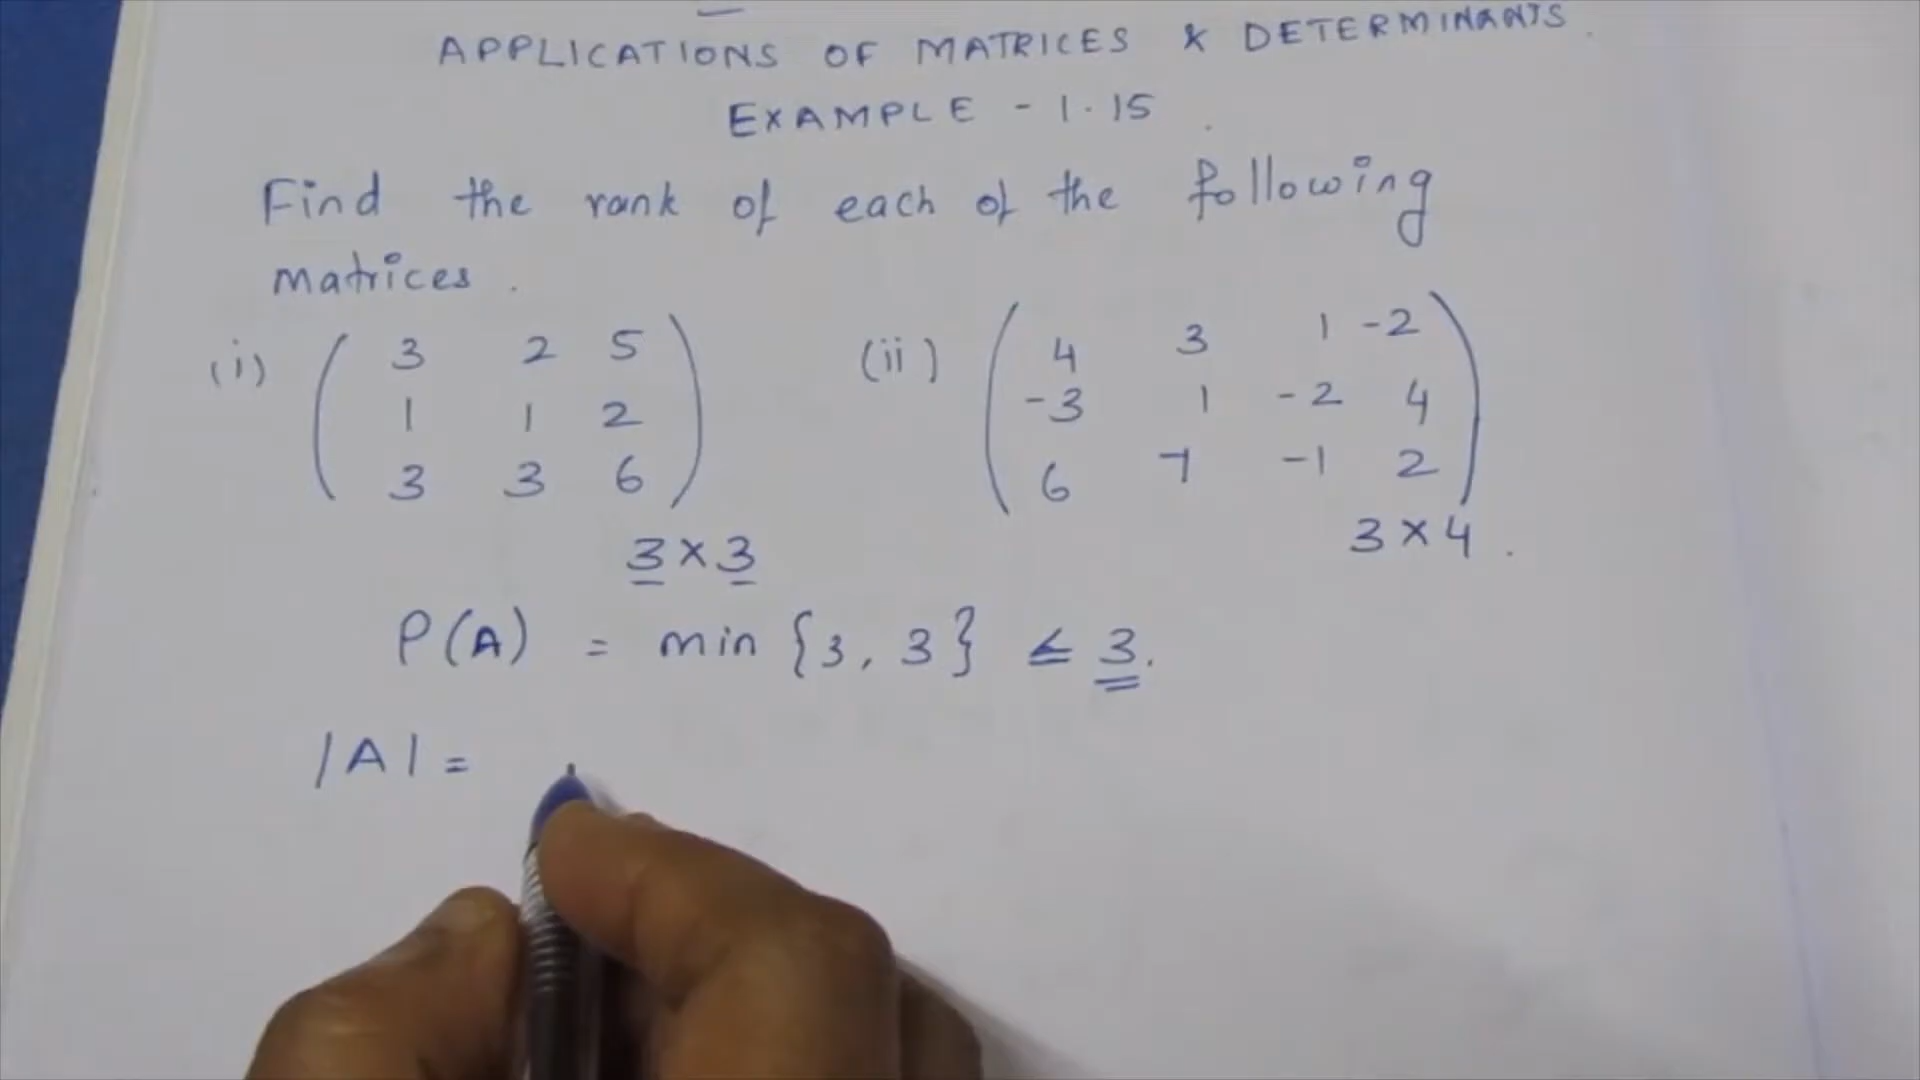 APPLICATIONS OF MATRICES & DETERMINANTS.
EXAMPLE - 1.15
Find the rank of each of the following
matrices.
(i) ( 3 2 5 ) (ii) ( 4 3 1 -2 )
1 1 2 -3 1 -2 4
3 3 6 6 7 -1 2
3×3 3×4.
P(A) = min {3, 3} ≤ 3.
|A| =